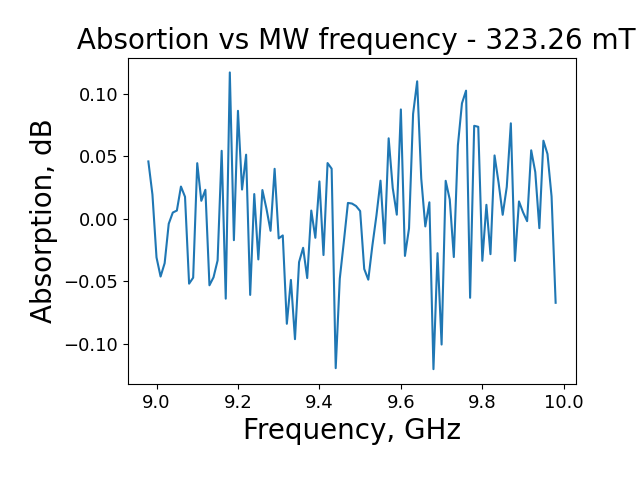 Absortion vs MW frequency - 323.26 mT
Absorption, dB
0.10
0.05
0.00
−0.05
−0.10
9.0 9.2 9.4 9.6 9.8 10.0
Frequency, GHz